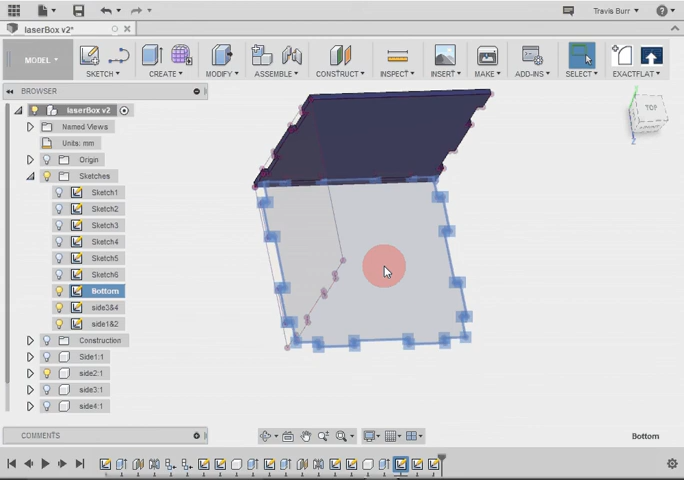 Travis Burr
laserBox v2*
MODEL
SKETCH
CREATE
MODIFY
ASSEMBLE
CONSTRUCT
INSPECT
INSERT
MAKE
ADD-INS
SELECT
EXACTFLAT
BROWSER
laserBox v2
Named Views
Units: mm
Origin
Sketches
Sketch1
Sketch2
Sketch3
Sketch4
Sketch5
Sketch6
Bottom
side3&4
side1&2
Construction
Side1:1
side2:1
side3:1
side4:1
TOP
Z
COMMENTS
Bottom